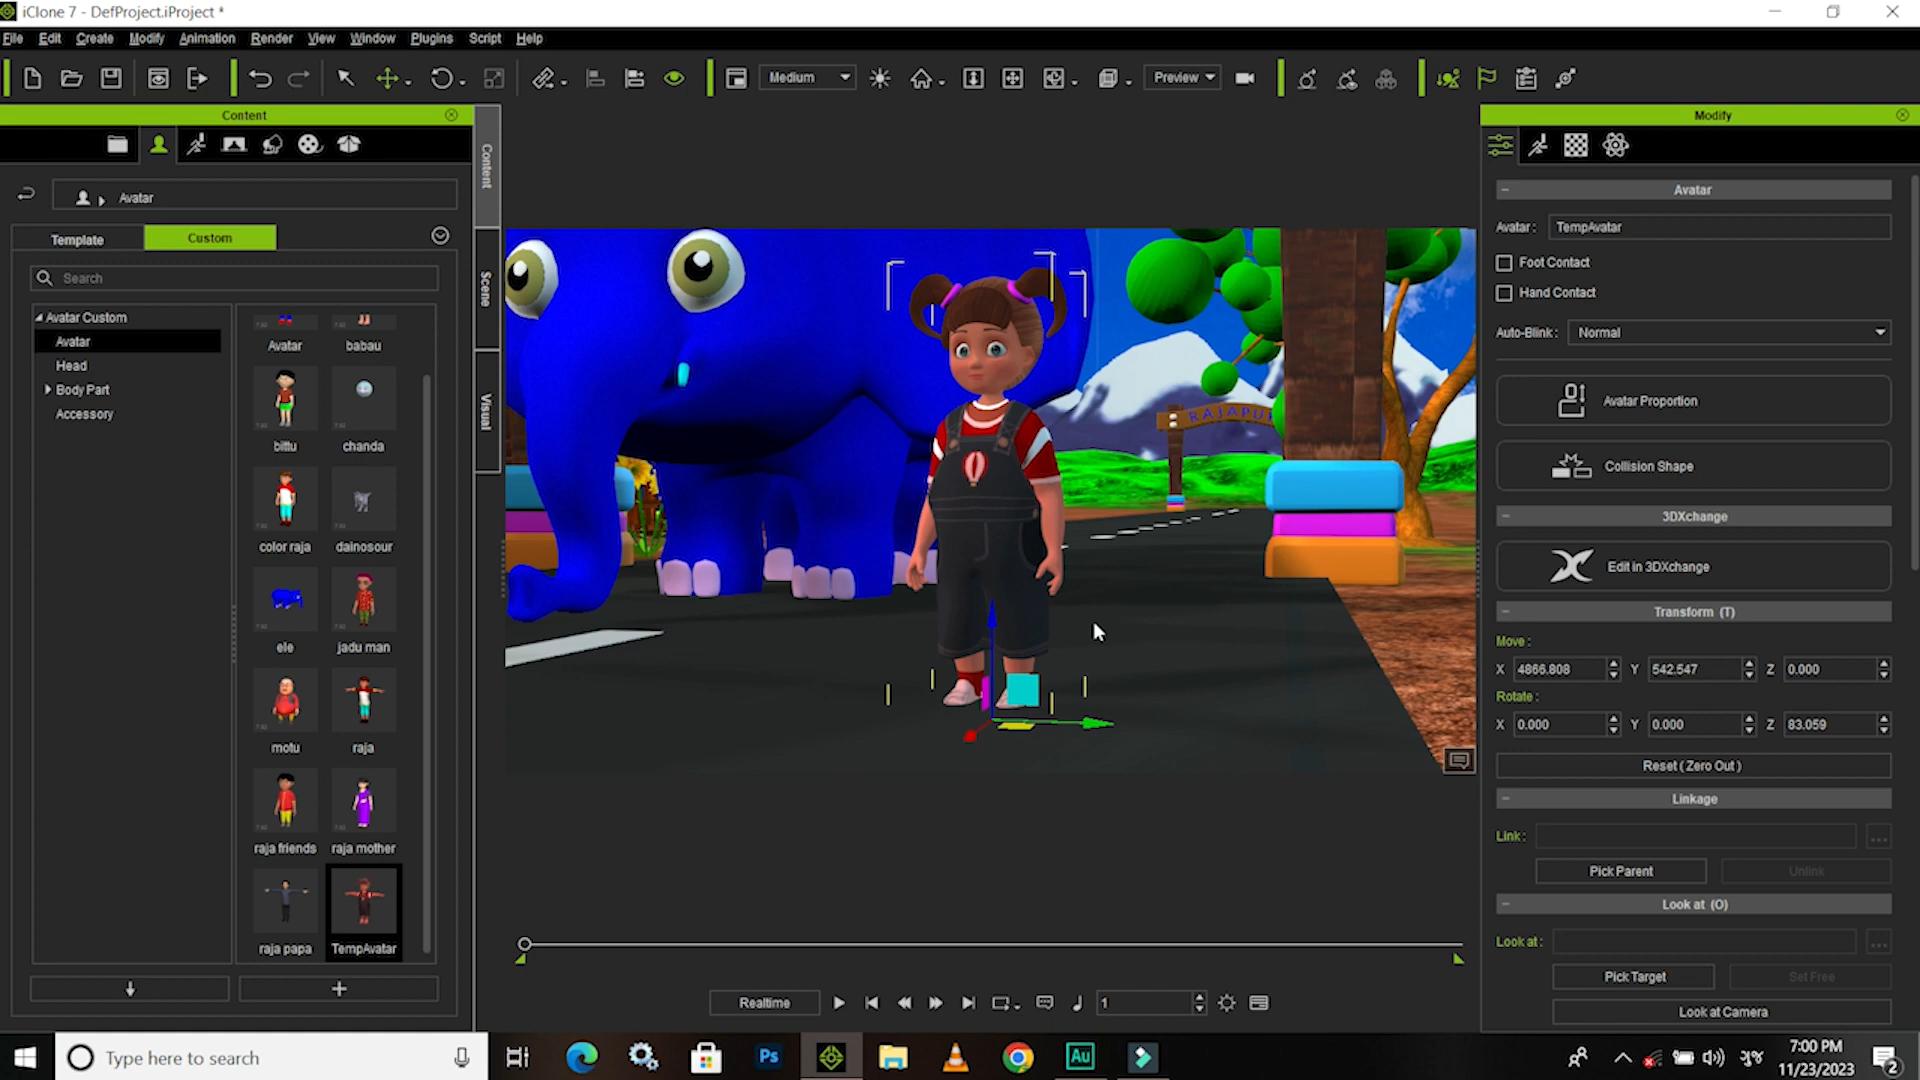 iClone 7 - DefProject.iProject *
File Edit Create Modify Animation Render View Window Plugins Script Help
Medium Preview
Content
Modify
Avatar
Template Custom
Search
Avatar Custom
Avatar
Head
Body Part
Accessory
Avatar babau
bittu chanda
color raja dainosour
ele jadu man
motu raja
raja friends raja mother
raja papa TempAvatar
Content
Scene
Visual
RAJAPU
Realtime 1
Avatar
Avatar : TempAvatar
Foot Contact
Hand Contact
Auto-Blink : Normal
Avatar Proportion
Collision Shape
3DXchange
Edit in 3DXchange
Transform (T)
Move :
X 4866.808 Y 542.547 Z 0.000
Rotate :
X 0.000 Y 0.000 Z 83.059
Reset ( Zero Out )
Linkage
Link : ...
Pick Parent Unlink
Look at (O)
Look at : ...
Pick Target Set Free
Look at Camera
Type here to search
Ps
Au
7:00 PM
11/23/2023
2